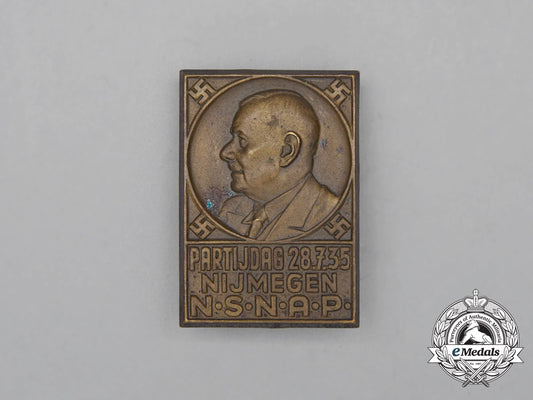 PARTIJDAG 28.7.35
NIJMEGEN
N·S·N·A·P·
eMedals